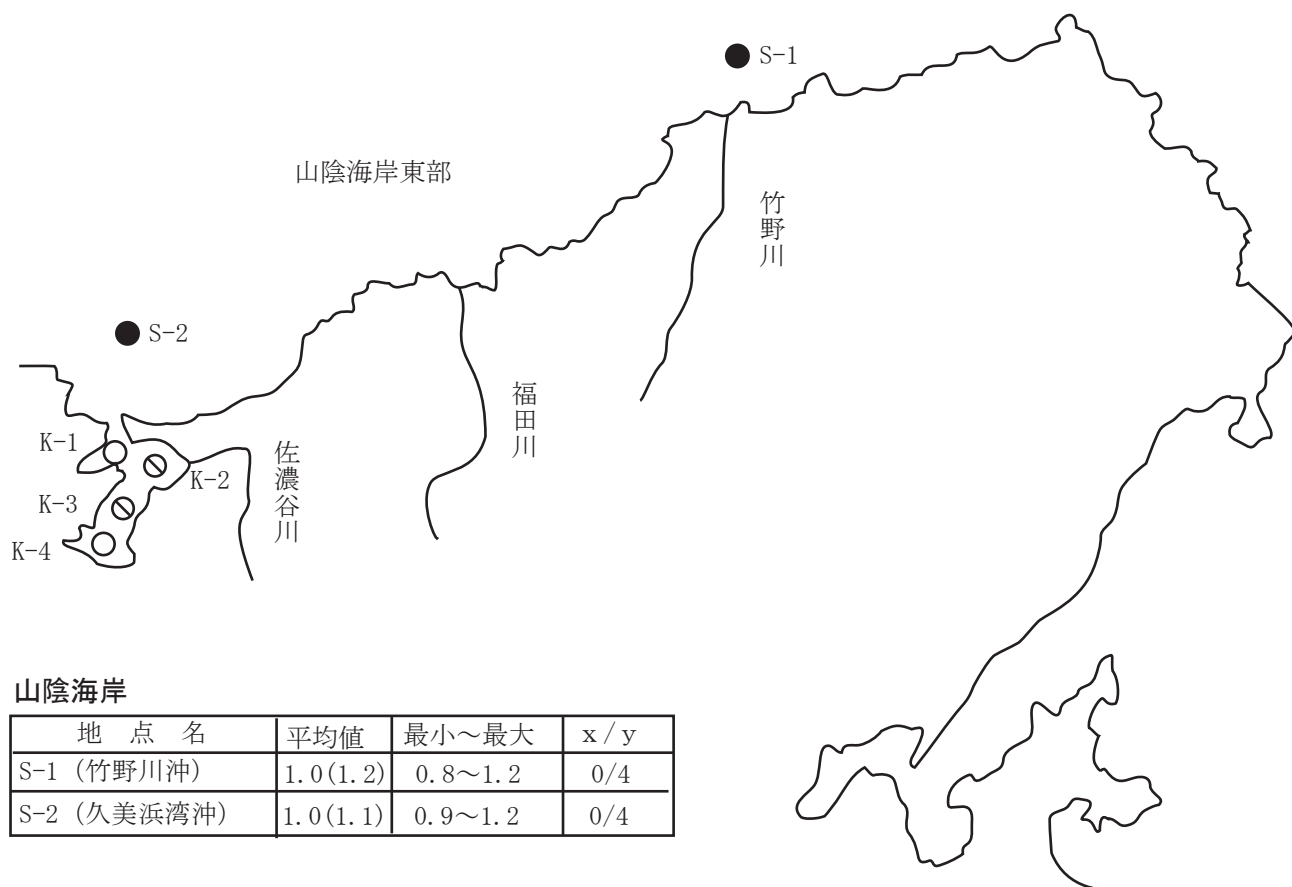 S-1
山陰海岸東部
竹野川
S-2
福田川
K-1
佐濃谷川
K-2
K-3
K-4
山陰海岸
地 点 名 平均値 最小～最大 x/y
S-1 (竹野川沖) 1.0(1.2) 0.8～1.2 0/4
S-2 (久美浜湾沖) 1.0(1.1) 0.9～1.2 0/4